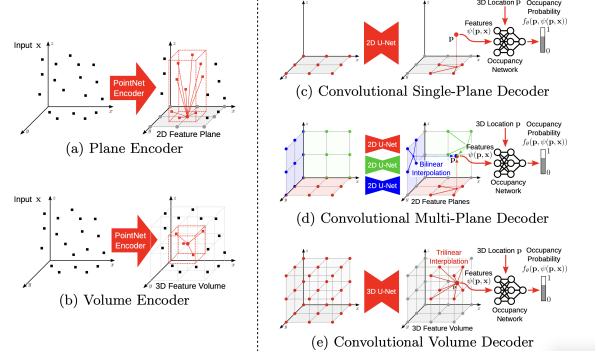 Input x
z
x
y
PointNet
Encoder
z
x
y
2D Feature Plane
(a) Plane Encoder
Input x
z
x
y
PointNet
Encoder
z
x
y
3D Feature Volume
(b) Volume Encoder
z
x
y
2D U-Net
z
x
y
p
Features
ψ(p, x)
3D Location p
Occupancy
Network
Occupancy
Probability
fθ(p, ψ(p, x))
1
0
(c) Convolutional Single-Plane Decoder
z
x
y
2D U-Net
2D U-Net
2D U-Net
z
x
y
Bilinear
Interpolation
p
2D Feature Planes
Features
ψ(p, x)
3D Location p
Occupancy
Network
Occupancy
Probability
fθ(p, ψ(p, x))
1
0
(d) Convolutional Multi-Plane Decoder
z
x
y
3D U-Net
z
x
y
Trilinear
Interpolation
p
3D Feature Volume
Features
ψ(p, x)
3D Location p
Occupancy
Network
Occupancy
Probability
fθ(p, ψ(p, x))
1
0
(e) Convolutional Volume Decoder